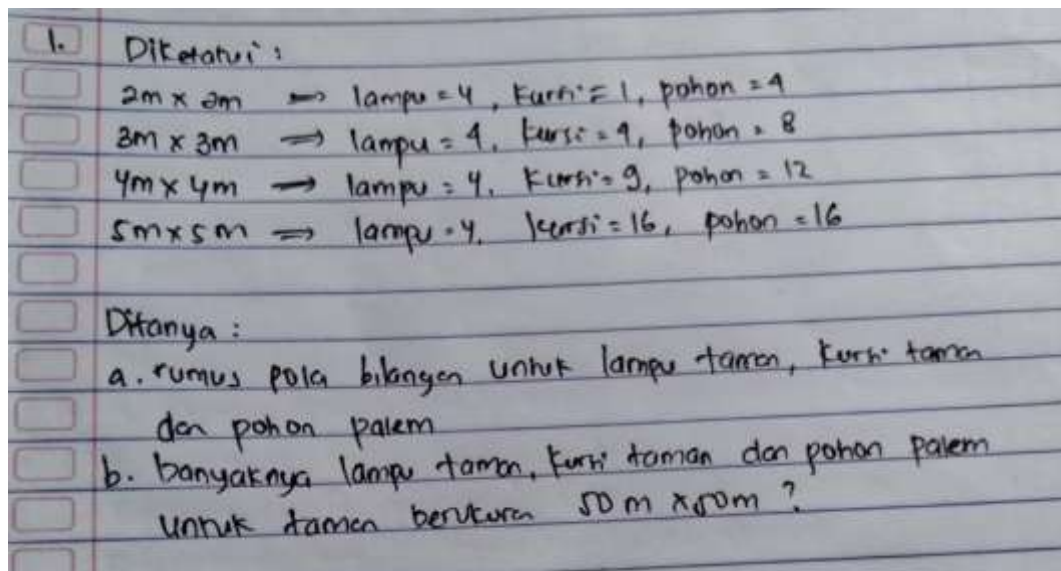 1. Diketahui :
2m x 2m => lampu = 4, kursi = 1, pohon = 4
3m x 3m => lampu = 4, kursi = 4, pohon = 8
4m x 4m → lampu = 4, kursi = 9, pohon = 12
5m x 5m => lampu = 4, kursi = 16, pohon = 16
Ditanya :
a. rumus pola bilangan untuk lampu taman, kursi taman
dan pohon palem
b. banyaknya lampu taman, kursi taman dan pohon palem
untuk taman berukuran 50 m x 50m ?